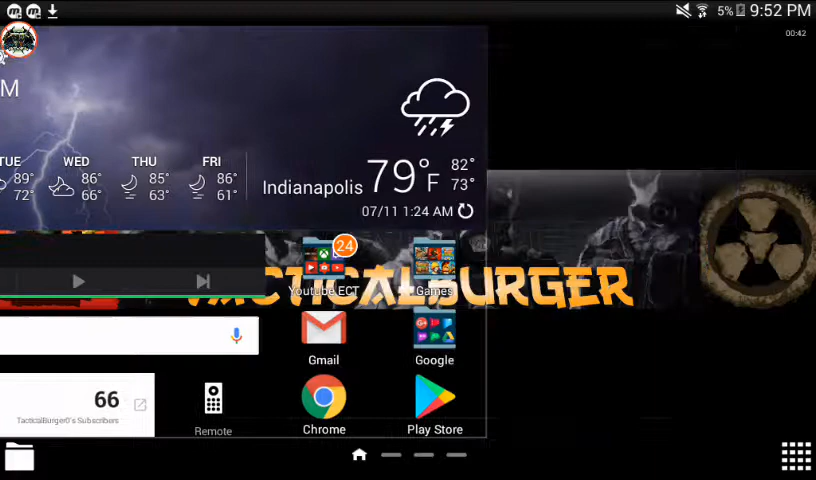 5% 9:52 PM
00:42
M
TUE WED THU FRI
89° 86° 85° 86°
72° 66° 63° 61°
Indianapolis 79°F 82° 73°
07/11 1:24 AM
24
TACTICALBURGER
Youtube ECT Games
Gmail Google
66
TacticalBurger0's Subscribers
Remote Chrome Play Store